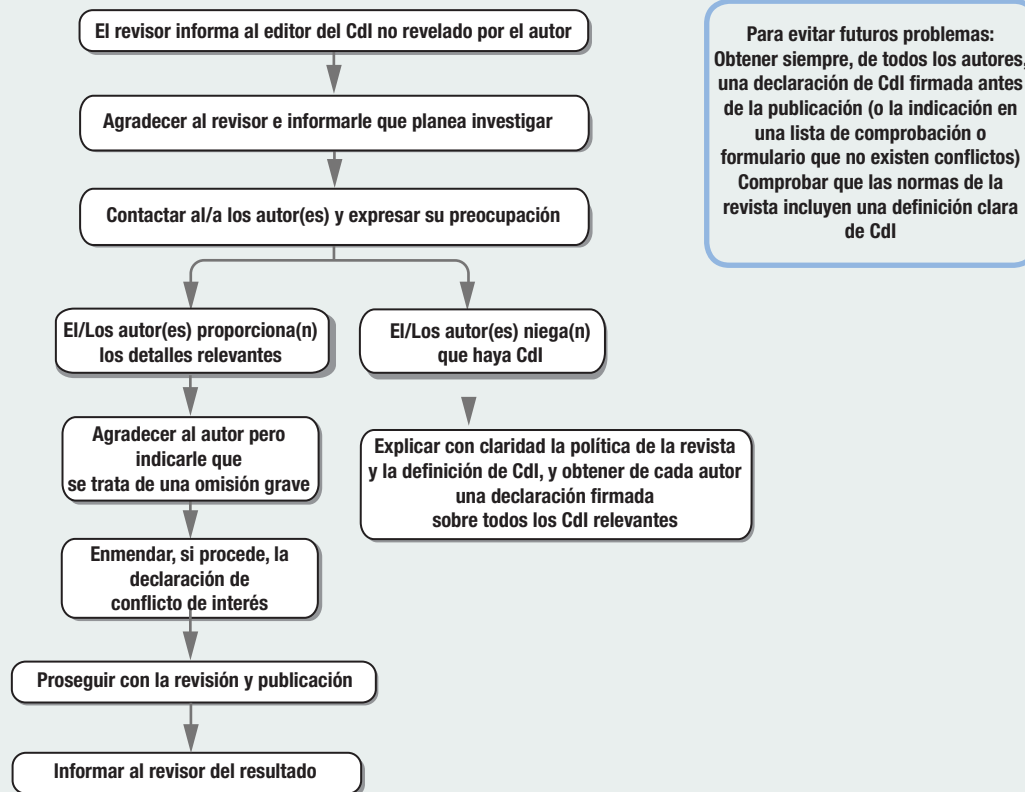 El revisor informa al editor del CdI no revelado por el autor
Agradecer al revisor e informarle que planea investigar
Contactar al/a los autor(es) y expresar su preocupación
El/Los autor(es) proporciona(n)
los detalles relevantes
El/Los autor(es) niega(n)
que haya CdI
Agradecer al autor pero
indicarle que
se trata de una omisión grave
Explicar con claridad la política de la revista
y la definición de CdI, y obtener de cada autor
una declaración firmada
sobre todos los CdI relevantes
Enmendar, si procede, la
declaración de
conflicto de interés
Proseguir con la revisión y publicación
Informar al revisor del resultado
Para evitar futuros problemas:
Obtener siempre, de todos los autores,
una declaración de CdI firmada antes
de la publicación (o la indicación en
una lista de comprobación o
formulario que no existen conflictos)
Comprobar que las normas de la
revista incluyen una definición clara
de CdI